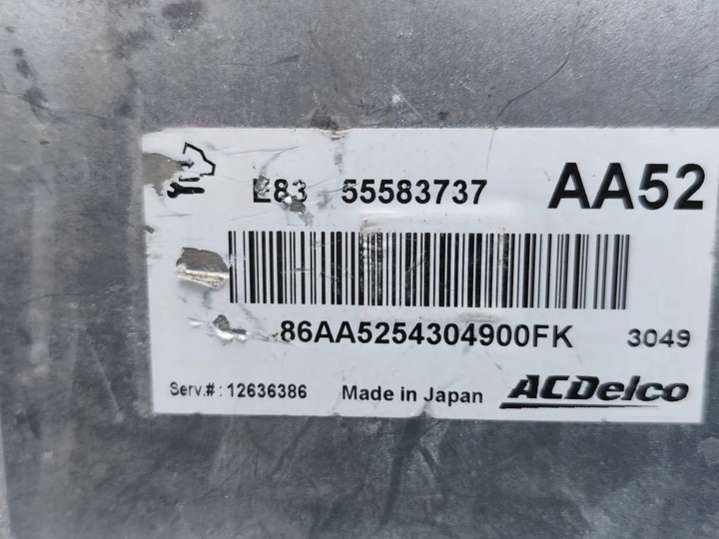 E83 55583737 AA52
86AA5254304900FK 3049
Serv.#: 12636386 Made in Japan ACDelco